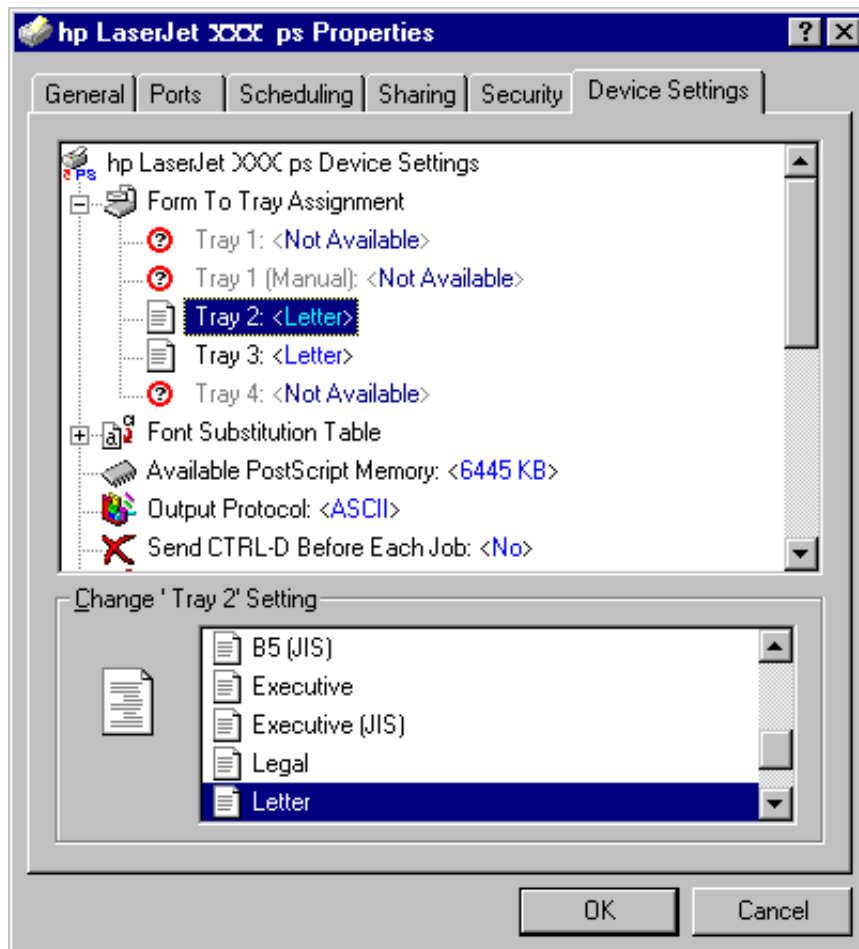 hp LaserJet XXX ps Properties
General Ports Scheduling Sharing Security Device Settings
hp LaserJet XXX ps Device Settings
Form To Tray Assignment
Tray 1: <Not Available>
Tray 1 (Manual): <Not Available>
Tray 2: <Letter>
Tray 3: <Letter>
Tray 4: <Not Available>
Font Substitution Table
Available PostScript Memory: <6445 KB>
Output Protocol: <ASCII>
Send CTRL-D Before Each Job: <No>
Change ' Tray 2' Setting
B5 (JIS)
Executive
Executive (JIS)
Legal
Letter
OK Cancel